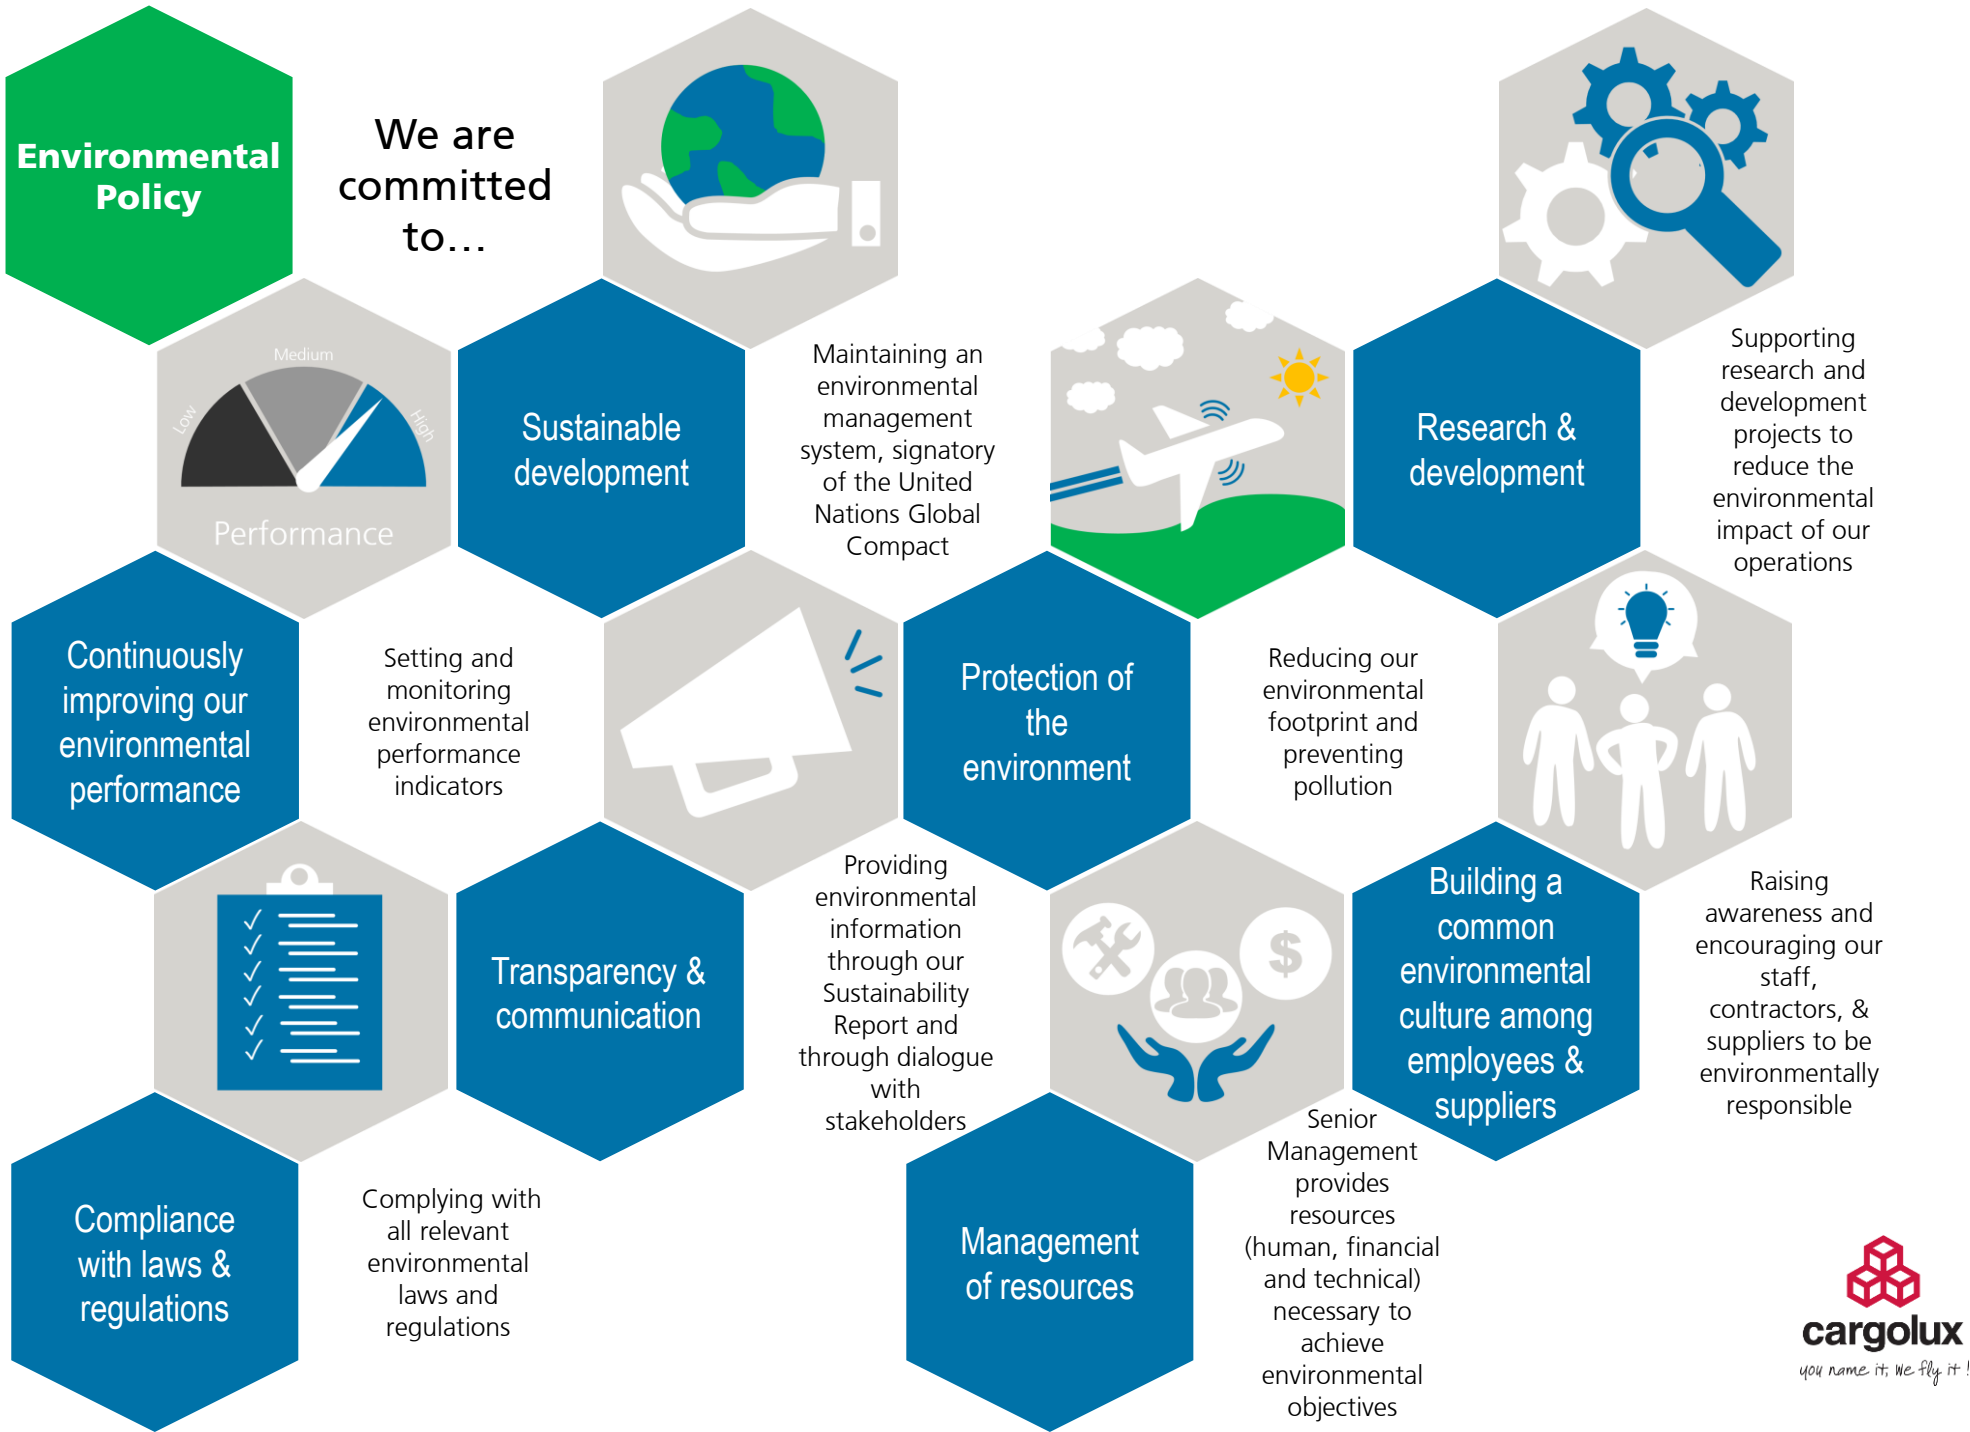 Environmental
Policy
We are
committed
to...
Medium
Low
High
Performance
Sustainable
development
Maintaining an
environmental
management
system, signatory
of the United
Nations Global
Compact
Research &
development
Supporting
research and
development
projects to
reduce the
environmental
impact of our
operations
Continuously
improving our
environmental
performance
Setting and
monitoring
environmental
performance
indicators
Protection of
the
environment
Reducing our
environmental
footprint and
preventing
pollution
Transparency &
communication
Providing
environmental
information
through our
Sustainability
Report and
through dialogue
with
stakeholders
$
Building a
common
environmental
culture among
employees &
suppliers
Raising
awareness and
encouraging our
staff,
contractors, &
suppliers to be
environmentally
responsible
Compliance
with laws &
regulations
Complying with
all relevant
environmental
laws and
regulations
Management
of resources
Senior
Management
provides
resources
(human, financial
and technical)
necessary to
achieve
environmental
objectives
cargolux
you name it, we fly it !